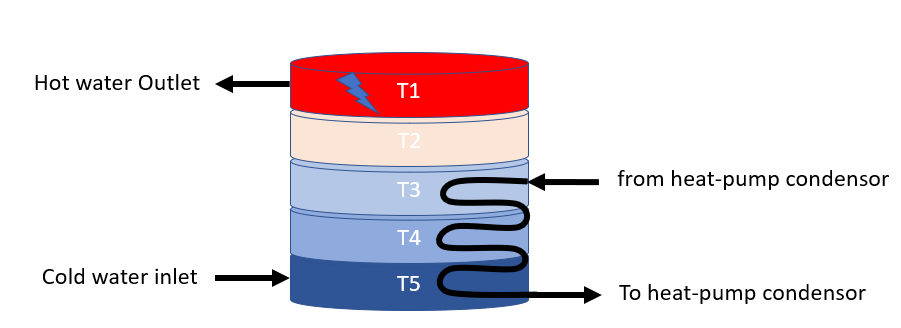 Hot water Outlet
T1
T2
T3
from heat-pump condensor
T4
Cold water inlet
T5
To heat-pump condensor